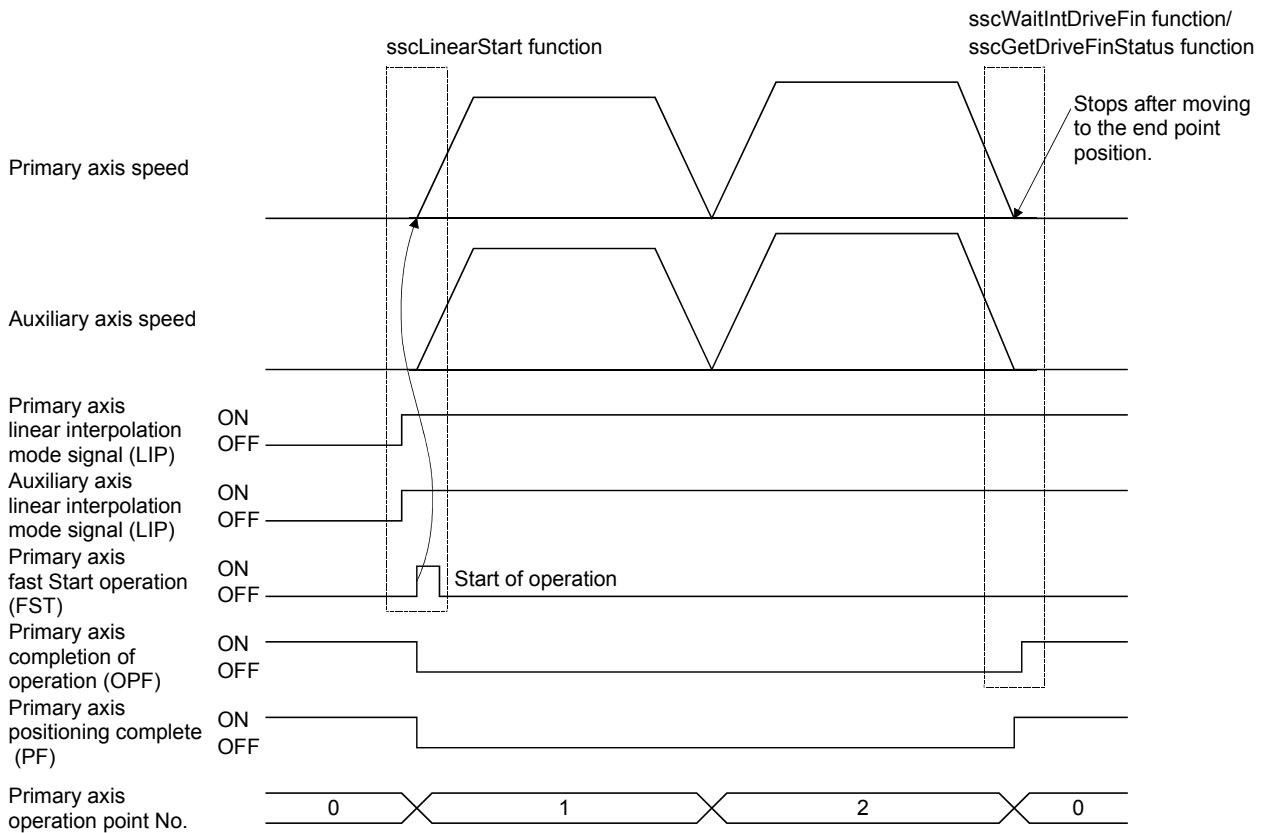 sscWaitIntDriveFin function/
sscLinearStart function
sscGetDriveFinStatus function
Stops after moving
to the end point
position.
Primary axis speed
Auxiliary axis speed
Primary axis
linear interpolation
mode signal (LIP)
ON
OFF
Auxiliary axis
linear interpolation
mode signal (LIP)
ON
OFF
Primary axis
fast Start operation
(FST)
ON
OFF
Start of operation
Primary axis
completion of
operation (OPF)
ON
OFF
Primary axis
positioning complete
(PF)
ON
OFF
Primary axis
operation point No.
0 1 2 0